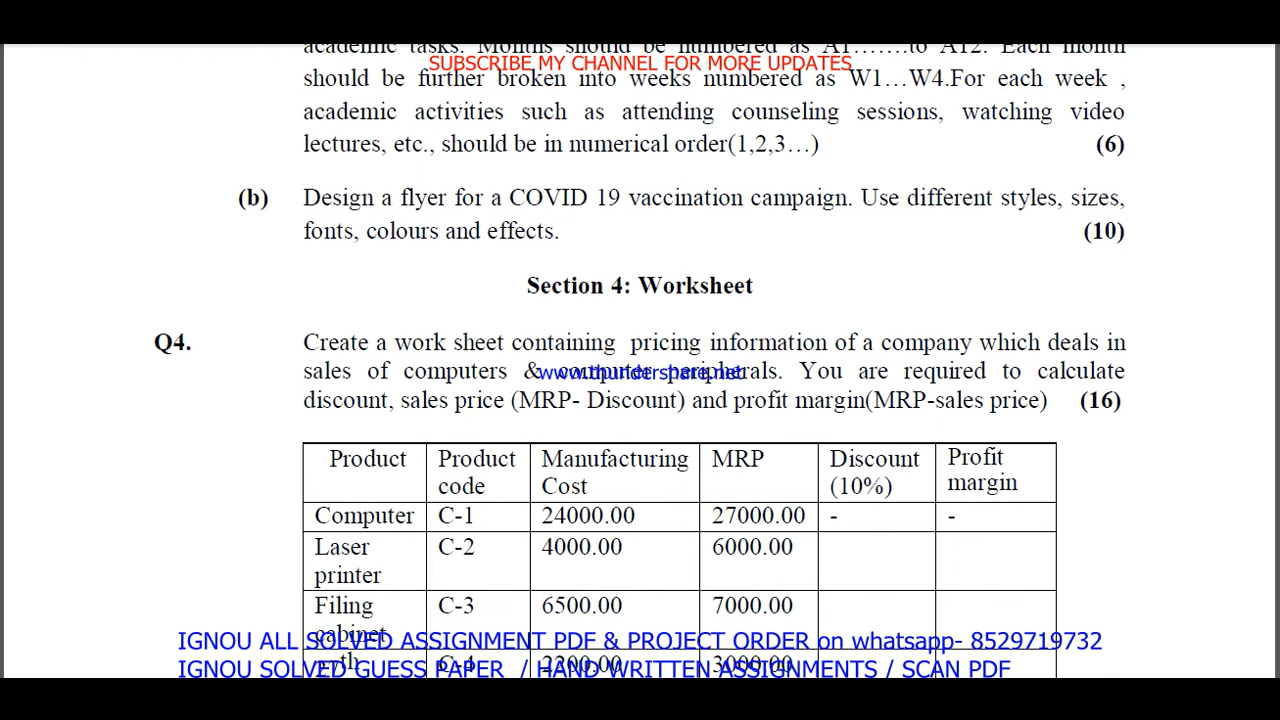 academic tasks. Months should be numbered as A1…….to A12. Each month
SUBSCRIBE MY CHANNEL FOR MORE UPDATES
should be further broken into weeks numbered as W1…W4.For each week ,
academic activities such as attending counseling sessions, watching video
lectures, etc., should be in numerical order(1,2,3…) (6)
(b) Design a flyer for a COVID 19 vaccination campaign. Use different styles, sizes,
fonts, colours and effects. (10)
Section 4: Worksheet
Q4. Create a work sheet containing pricing information of a company which deals in
sales of computers & computer peripherals. You are required to calculate
www.thundershare.net
discount, sales price (MRP- Discount) and profit margin(MRP-sales price) (16)
Product Product code Manufacturing Cost MRP Discount (10%) Profit margin
Computer C-1 24000.00 27000.00 - -
Laser printer C-2 4000.00 6000.00
Filing cabinet C-3 6500.00 7000.00
IGNOU ALL SOLVED ASSIGNMENT PDF & PROJECT ORDER on whatsapp- 8529719732
C-4 2200.00 3000.00
IGNOU SOLVED GUESS PAPER / HAND WRITTEN ASSIGNMENTS / SCAN PDF